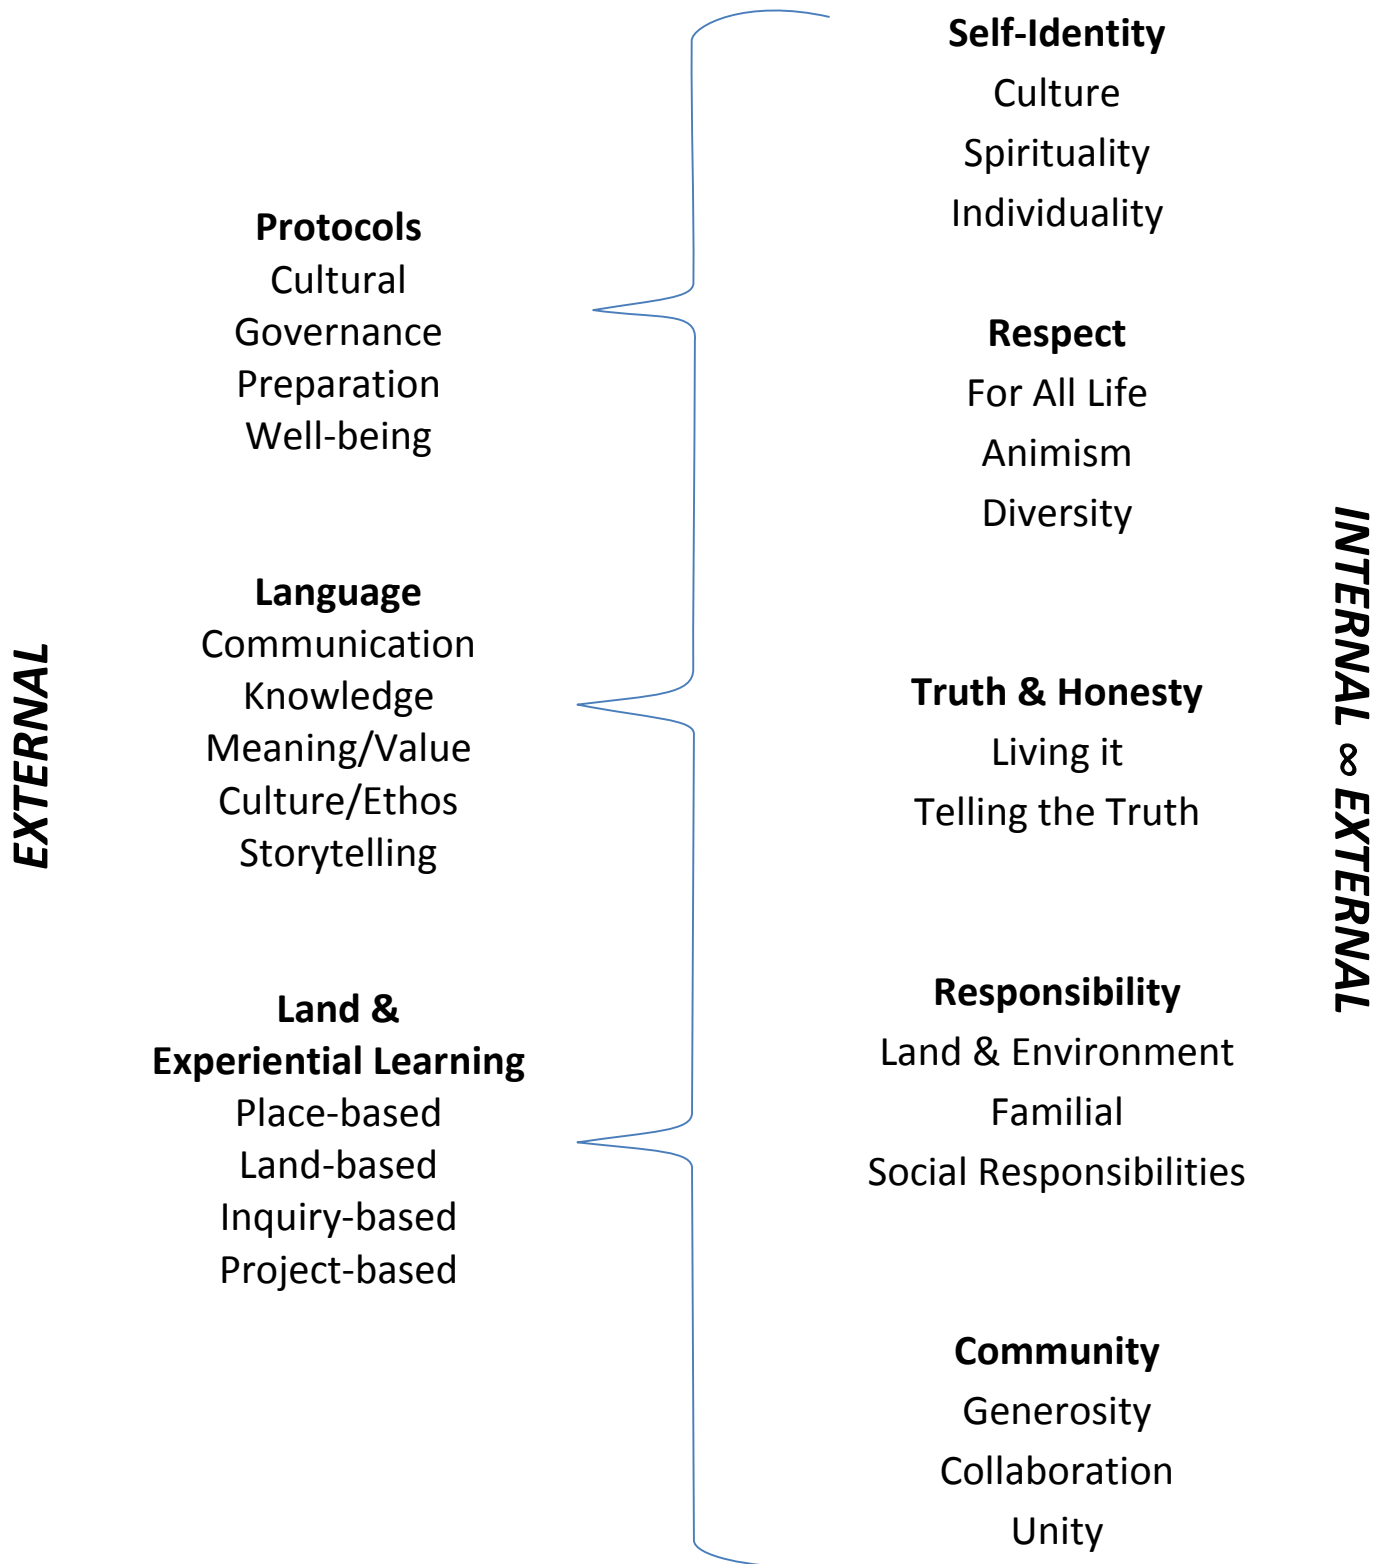 EXTERNAL
Protocols
Cultural
Governance
Preparation
Well-being
Language
Communication
Knowledge
Meaning/Value
Culture/Ethos
Storytelling
Land &
Experiential Learning
Place-based
Land-based
Inquiry-based
Project-based
Self-Identity
Culture
Spirituality
Individuality
Respect
For All Life
Animism
Diversity
Truth & Honesty
Living it
Telling the Truth
Responsibility
Land & Environment
Familial
Social Responsibilities
Community
Generosity
Collaboration
Unity
INTERNAL ∞ EXTERNAL